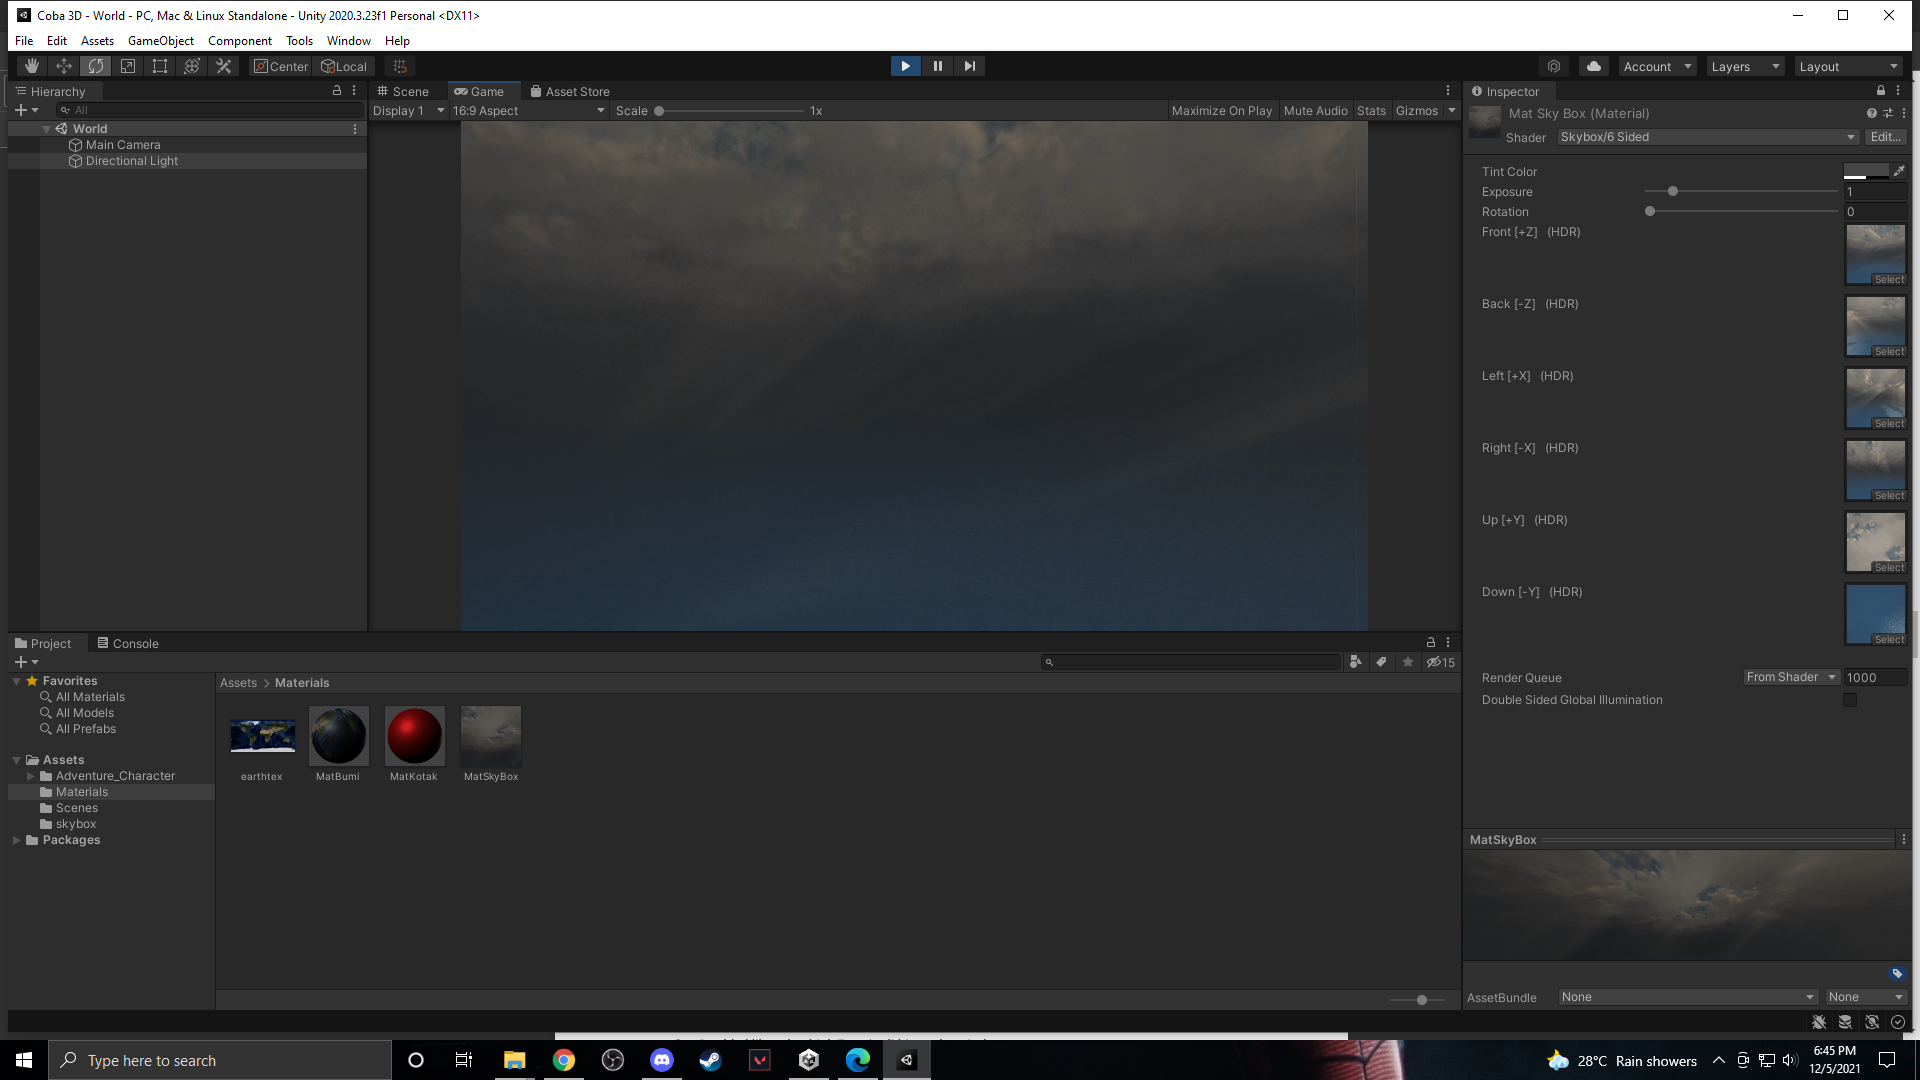 Coba 3D - World - PC, Mac & Linux Standalone - Unity 2020.3.23f1 Personal <DX11>
File Edit Assets GameObject Component Tools Window Help
Center Local Account Layers Layout
Hierarchy
All
World
Main Camera
Directional Light
Scene Game Asset Store
Display 1 16:9 Aspect Scale 1x Maximize On Play Mute Audio Stats Gizmos
Inspector
Mat Sky Box (Material)
Shader Skybox/6 Sided Edit...
Tint Color
Exposure 1
Rotation 0
Front [+Z] (HDR)
Select
Back [-Z] (HDR)
Select
Left [+X] (HDR)
Select
Right [-X] (HDR)
Select
Up [+Y] (HDR)
Select
Down [-Y] (HDR)
Select
Render Queue From Shader 1000
Double Sided Global Illumination
Project Console
15
Favorites
All Materials
All Models
All Prefabs
Assets
Adventure_Character
Materials
Scenes
skybox
Packages
Assets > Materials
earthtex MatBumi MatKotak MatSkyBox
MatSkyBox
AssetBundle None None
Type here to search
28°C Rain showers
6:45 PM
12/5/2021